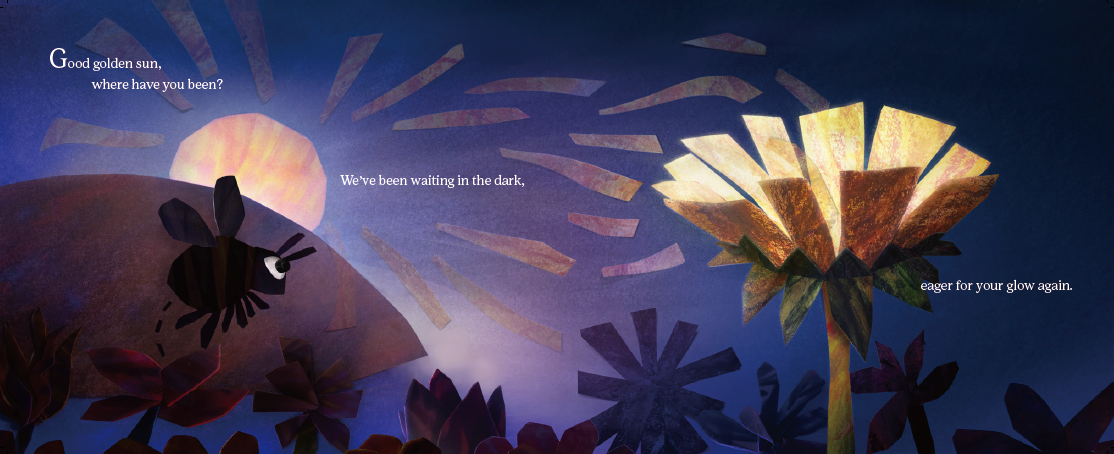 Good golden sun,
where have you been?
We’ve been waiting in the dark,
eager for your glow again.